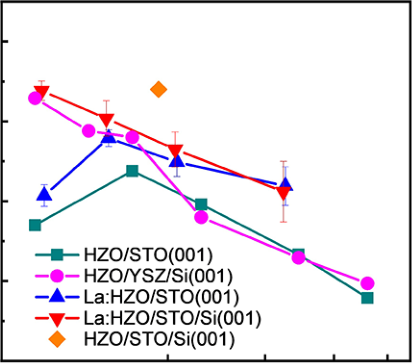 HZO/STO(001)
HZO/YSZ/Si(001)
La:HZO/STO(001)
La:HZO/STO/Si(001)
HZO/STO/Si(001)